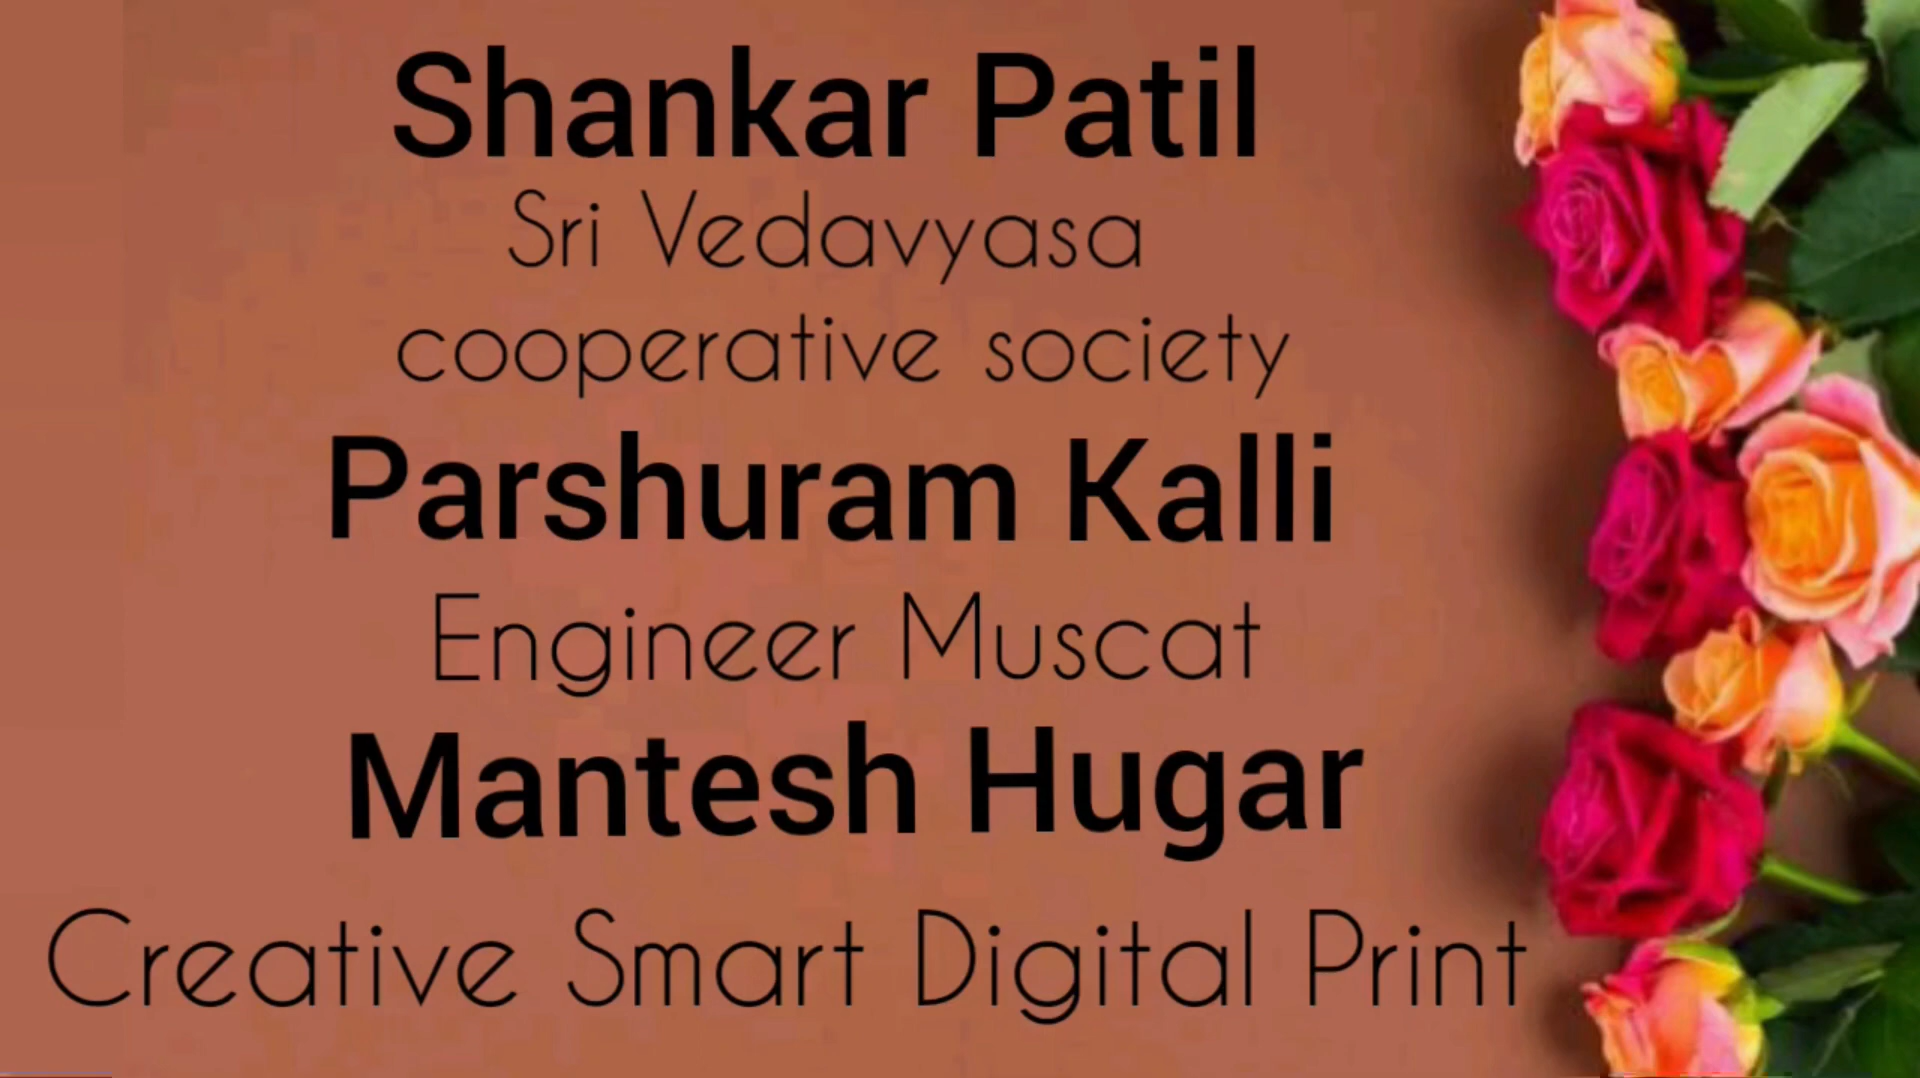 Shankar Patil
Sri Vedavyasa
cooperative society
Parshuram Kalli
Engineer Muscat
Mantesh Hugar
Creative Smart Digital Print